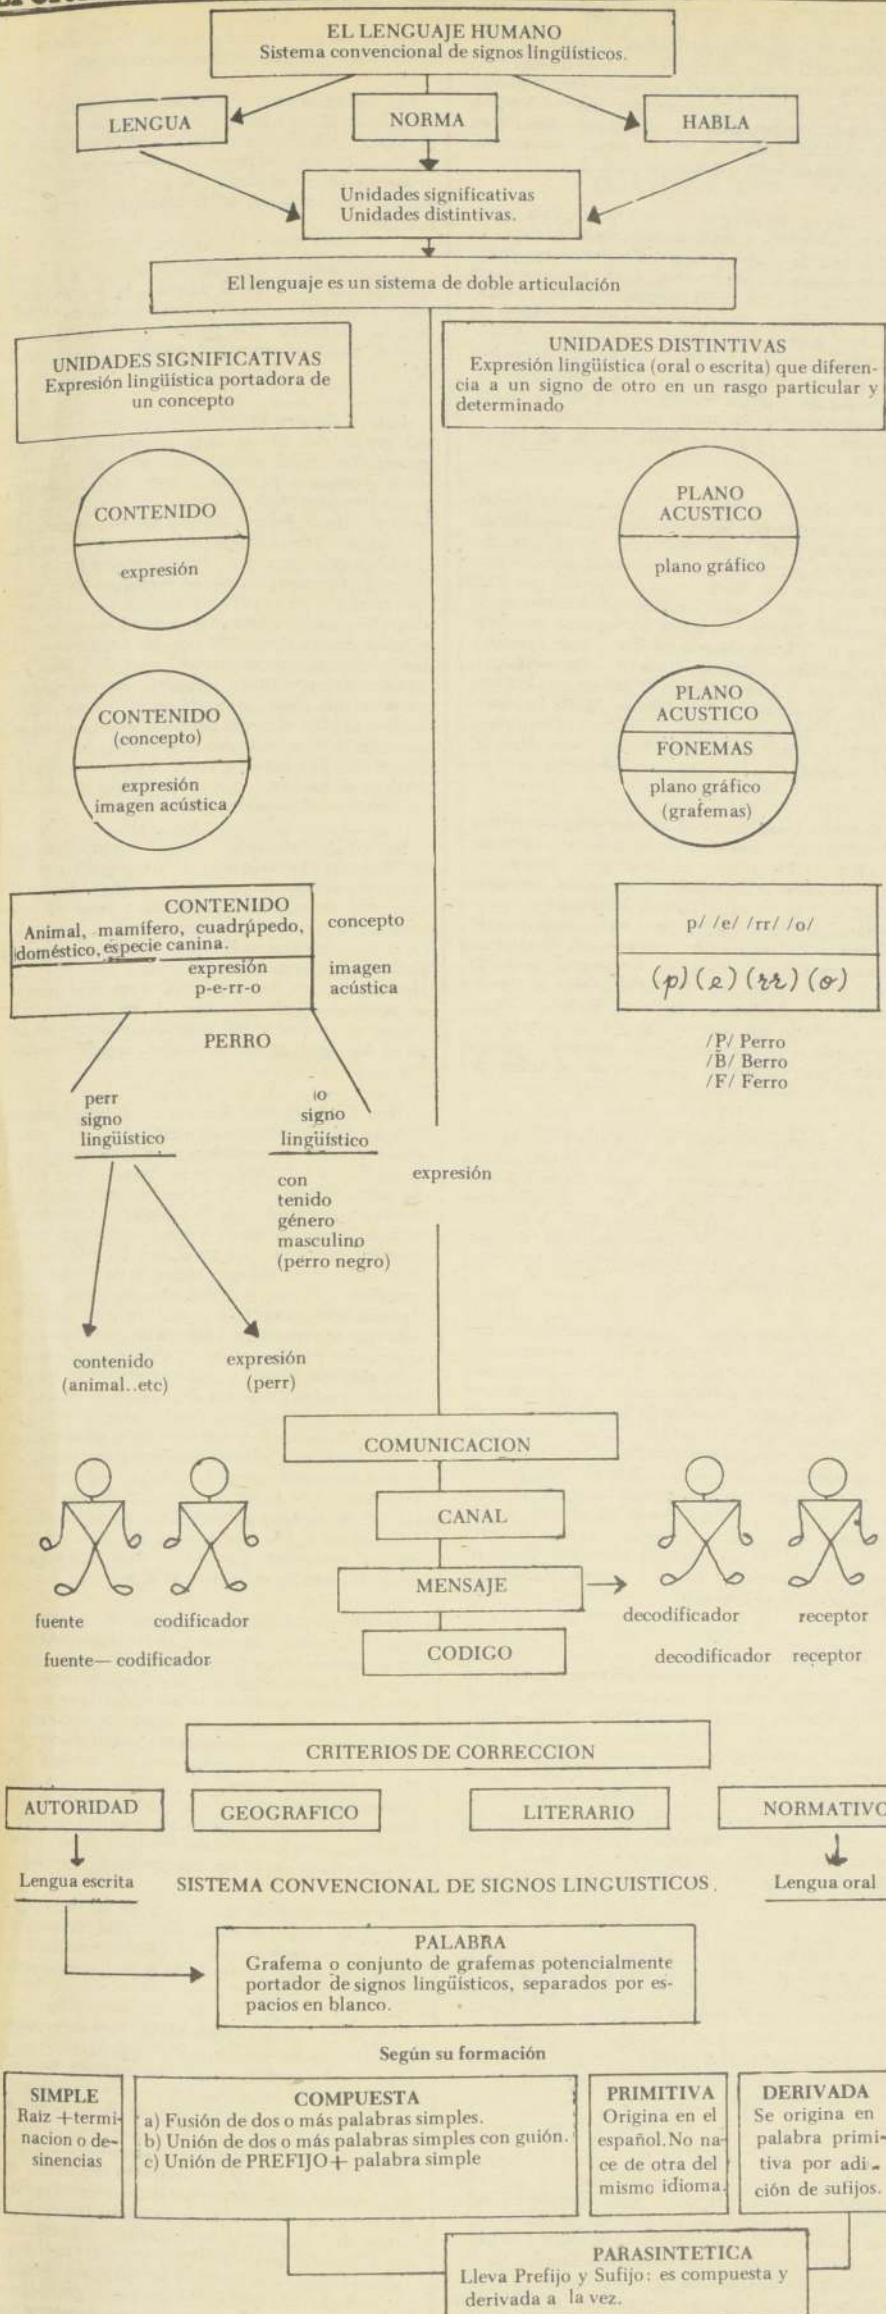 EL LENGUAJE HUMANO
Sistema convencional de signos lingüísticos.
LENGUA
NORMA
HABLA
Unidades significativas
Unidades distintivas.
El lenguaje es un sistema de doble articulación
UNIDADES SIGNIFICATIVAS
Expresión lingüística portadora de
un concepto
UNIDADES DISTINTIVAS
Expresión lingüística (oral o escrita) que diferen-
cia a un signo de otro en un rasgo particular y
determinado
CONTENIDO
expresión
PLANO
ACUSTICO
plano gráfico
CONTENIDO
(concepto)
expresión
imagen acústica
PLANO
ACUSTICO
FONEMAS
plano gráfico
(grafemas)
CONTENIDO
Animal, mamífero, cuadrúpedo,
doméstico, especie canina.
concepto
expresión
p-e-rr-o
imagen
acústica
p/ /e/ /rr/ /o/
(p) (e) (rr) (o)
PERRO
/P/ Perro
/B/ Berro
/F/ Ferro
perr
signo
lingüístico
o
signo
lingüístico
con
tenido
género
masculino
(perro negro)
expresión
contenido
(animal..etc)
expresión
(perr)
COMUNICACION
CANAL
MENSAJE
CODIGO
fuente
codificador
decodificador
receptor
fuente— codificador
decodificador receptor
CRITERIOS DE CORRECCION
AUTORIDAD
GEOGRAFICO
LITERARIO
NORMATIVO
Lengua escrita
SISTEMA CONVENCIONAL DE SIGNOS LINGUISTICOS.
Lengua oral
PALABRA
Grafema o conjunto de grafemas potencialmente
portador de signos lingüísticos, separados por es-
pacios en blanco.
Según su formación
SIMPLE
Raiz +termi-
nacion o de-
sinencias
COMPUESTA
a) Fusión de dos o más palabras simples.
b) Unión de dos o más palabras simples con guión.
c) Unión de PREFIJO+ palabra simple
PRIMITIVA
Origina en el
español. No na-
ce de otra del
mismo idioma.
DERIVADA
Se origina en
palabra primi-
tiva por adi-
ción de sufijos.
PARASINTETICA
Lleva Prefijo y Sufijo: es compuesta y
derivada a la vez.